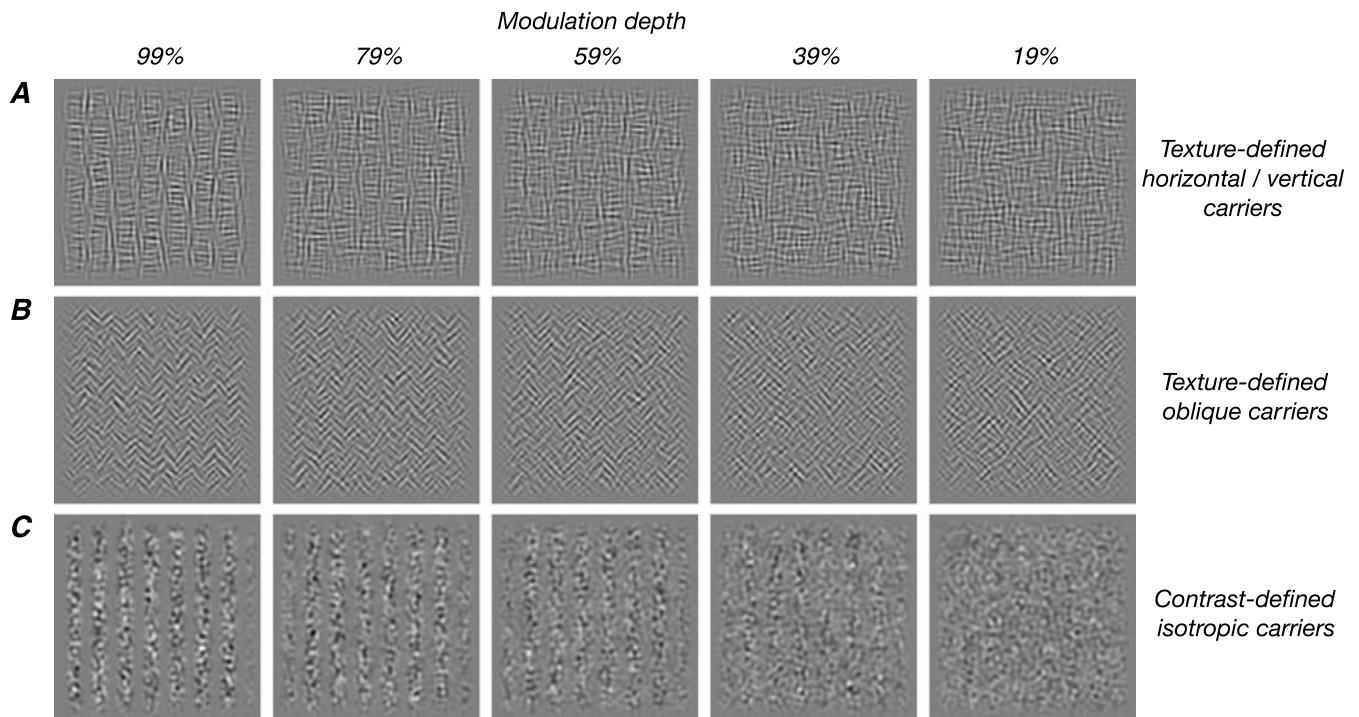 Modulation depth
99% 79% 59% 39% 19%
A
Texture-defined
horizontal / vertical
carriers
B
Texture-defined
oblique carriers
C
Contrast-defined
isotropic carriers